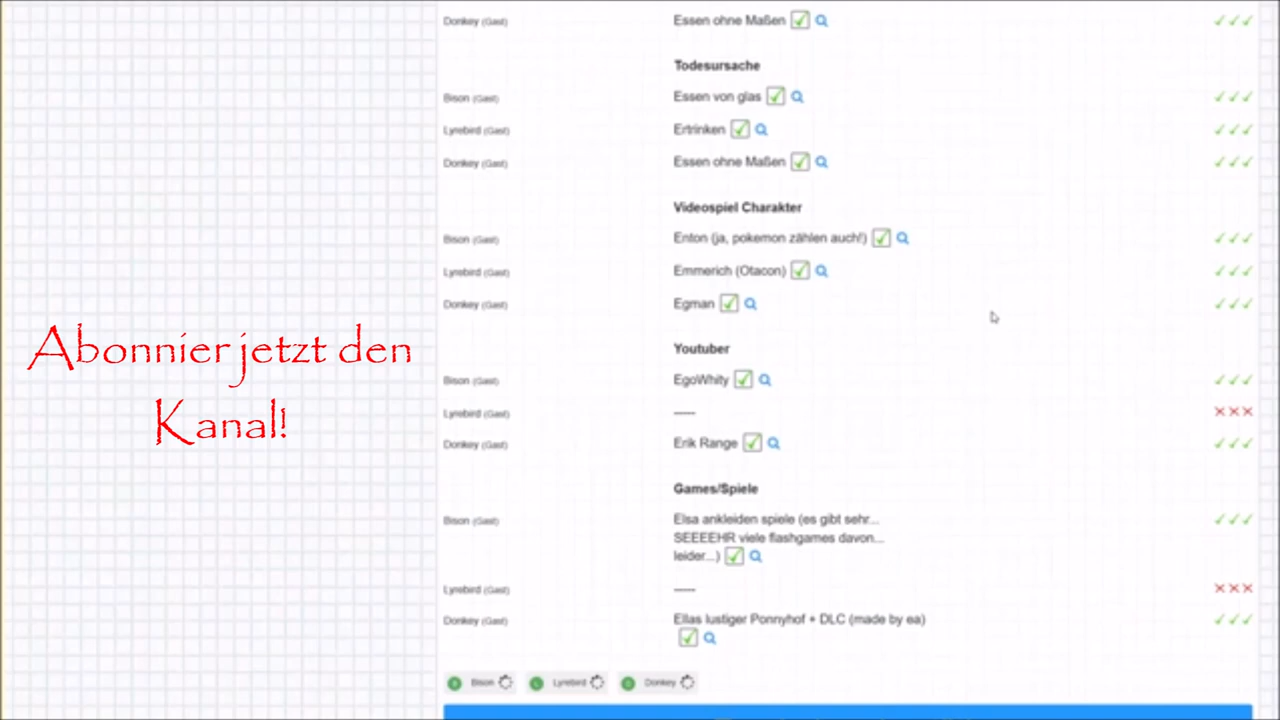 Donkey (Gast) Essen ohne Maßen
Todesursache
Bison (Gast) Essen von glas
Lyrebird (Gast) Ertrinken
Donkey (Gast) Essen ohne Maßen
Videospiel Charakter
Bison (Gast) Enton (ja, pokemon zählen auch!)
Lyrebird (Gast) Emmerich (Otacon)
Donkey (Gast) Egman
Abonnier jetzt den
Kanal!
Youtuber
Bison (Gast) EgoWhity
Lyrebird (Gast) -----
Donkey (Gast) Erik Range
Games/Spiele
Bison (Gast) Elsa ankleiden spiele (es gibt sehr...
SEEEEHR viele flashgames davon...
leider...)
Lyrebird (Gast) -----
Donkey (Gast) Ellas lustiger Ponnyhof + DLC (made by ea)
Bison Lyrebird Donkey